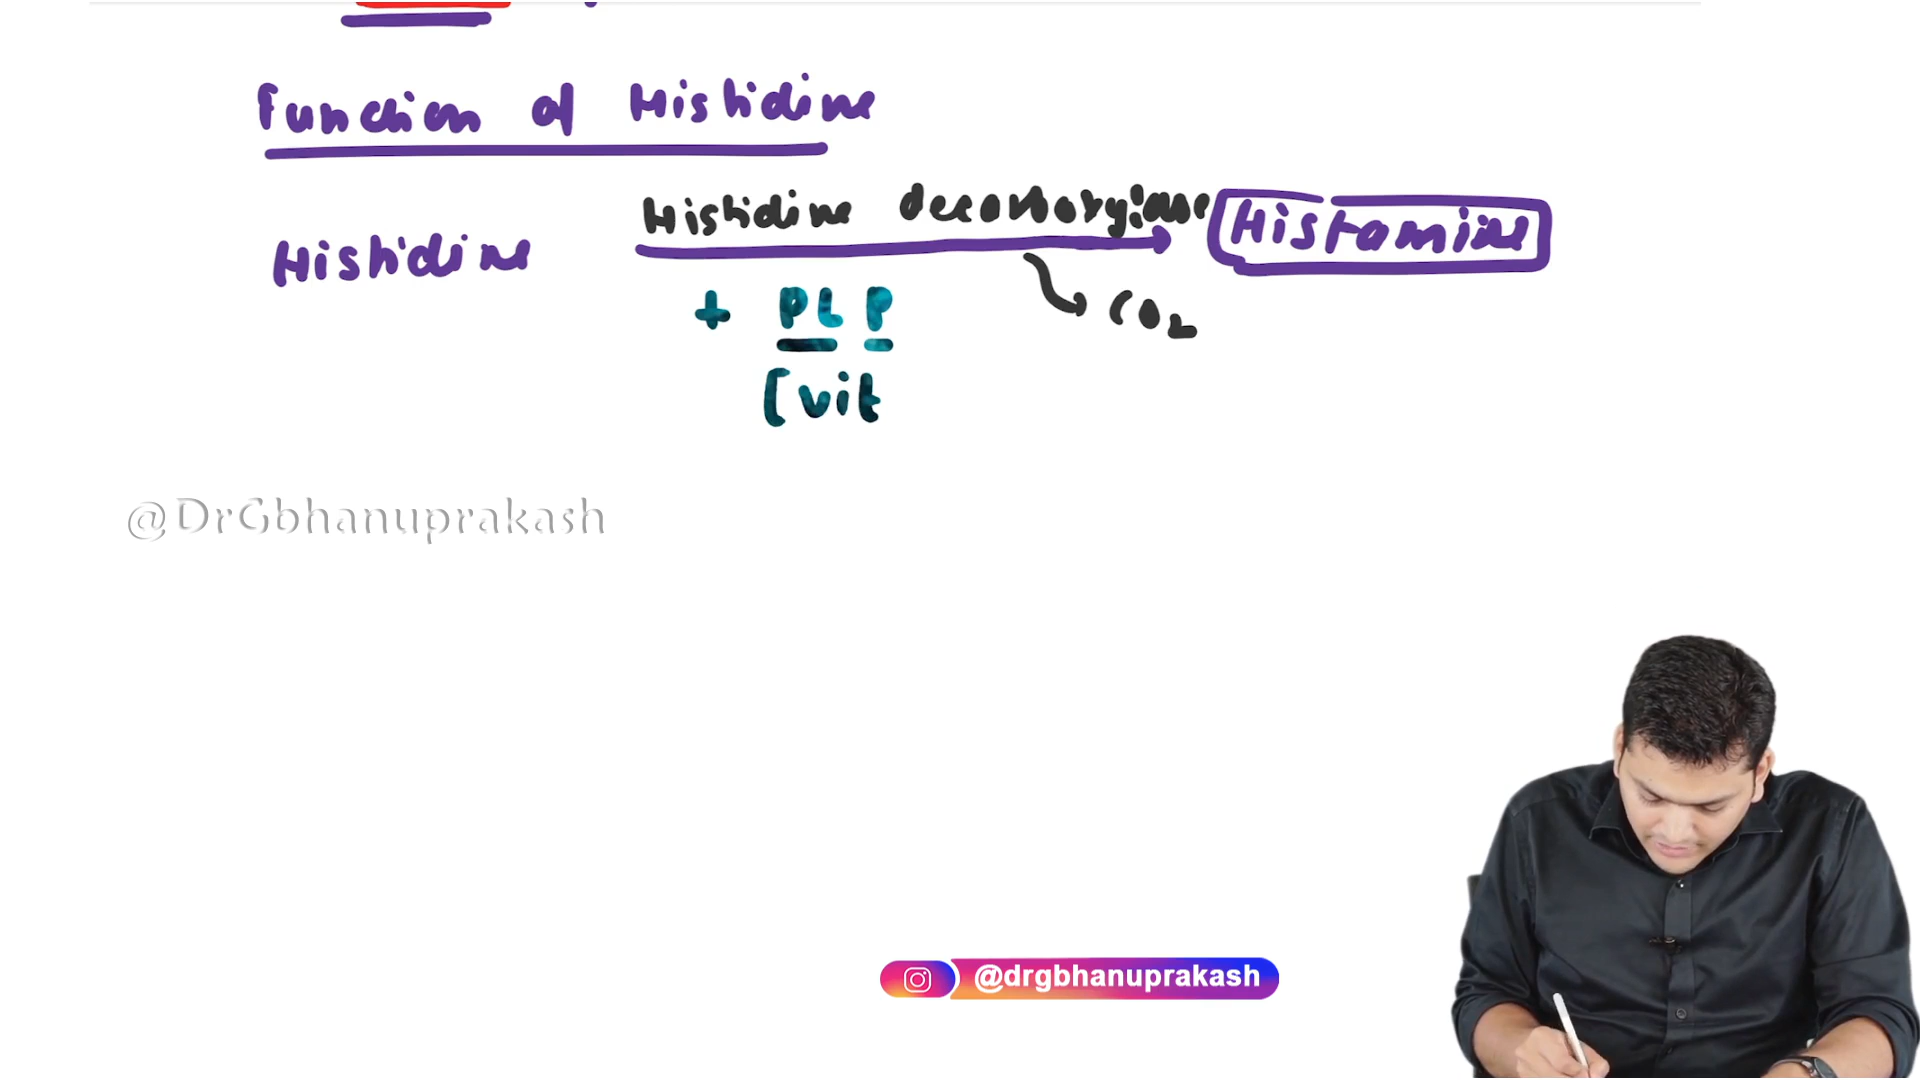 Function of Histidine
Histidine decarboxylase
Histidine
Histamine
+ PLP
CO2
[vit
@DrGbhanuprakash
@drgbhanuprakash